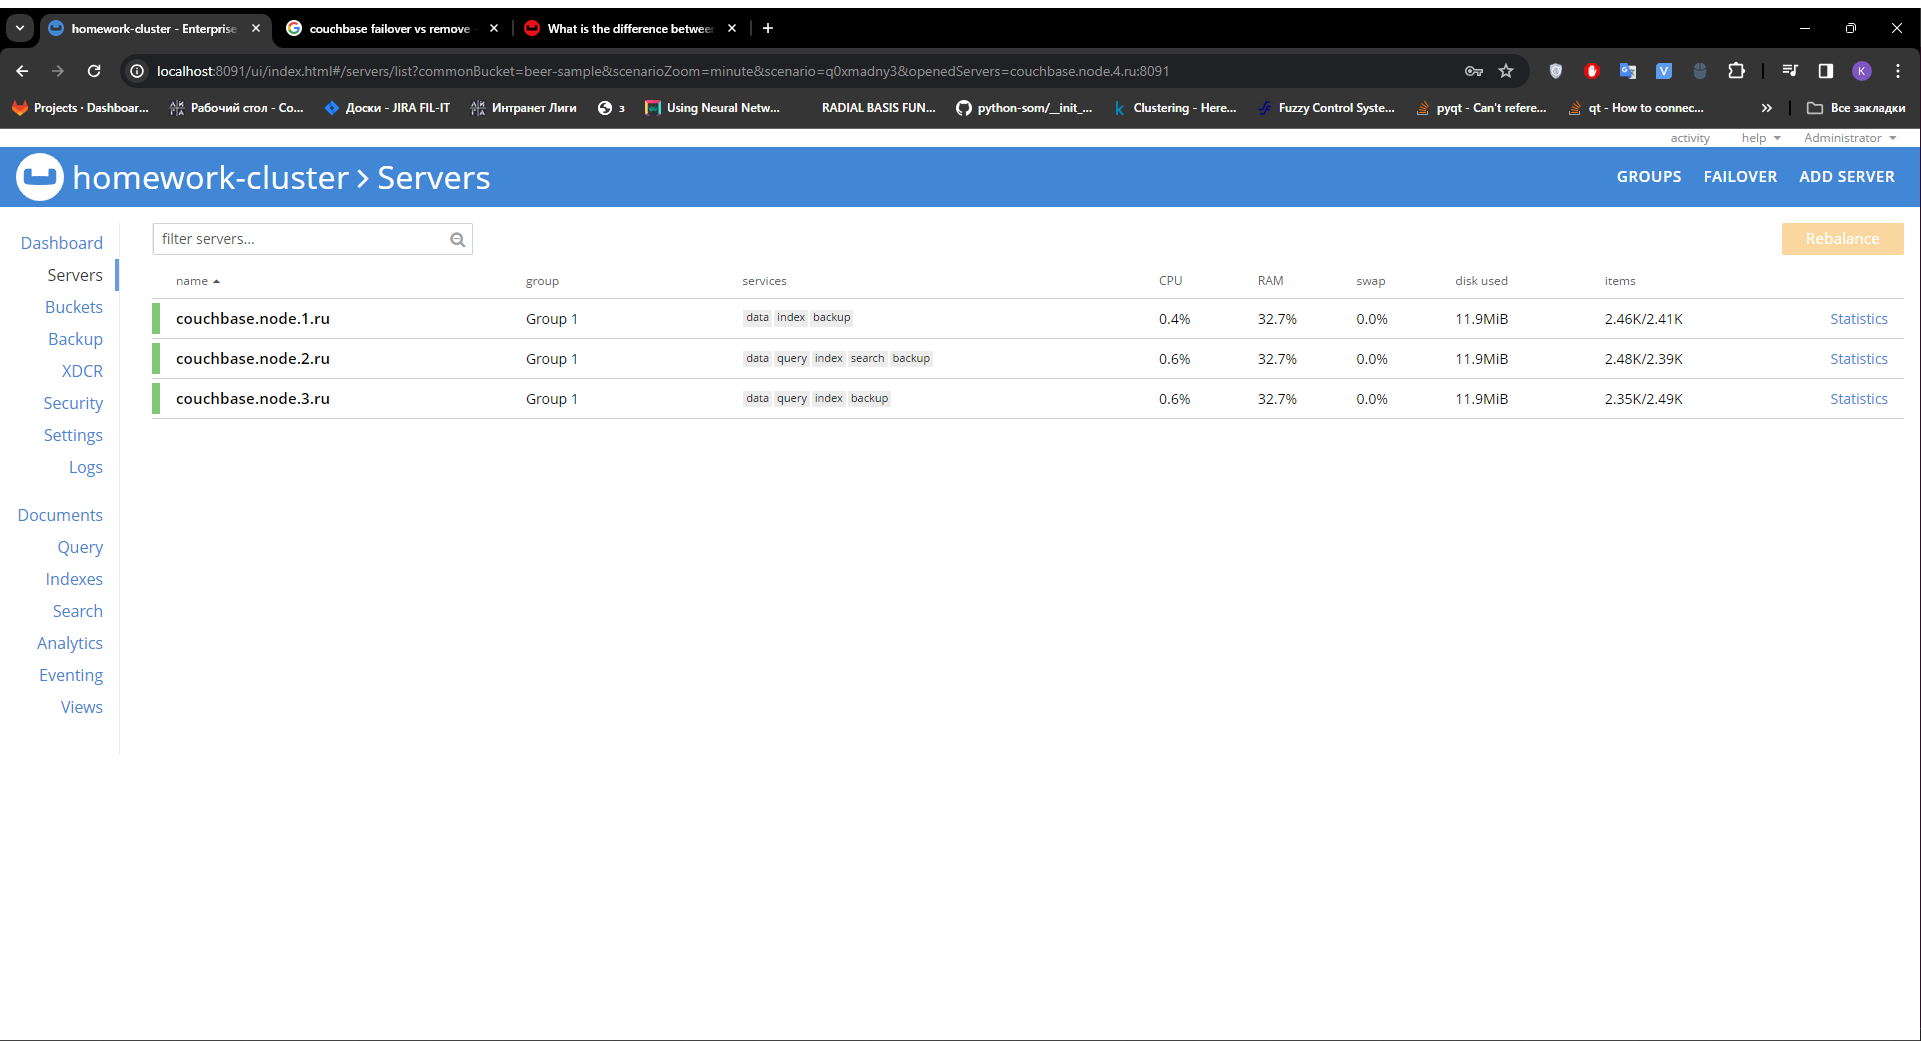 homework-cluster - Enterprise
couchbase failover vs remove
What is the difference between
localhost:8091/ui/index.html#/servers/list?commonBucket=beer-sample&scenarioZoom=minute&scenario=q0xmadny3&openedServers=couchbase.node.4.ru:8091
K
Projects · Dashboar... Рабочий стол - Co... Доски - JIRA FIL-IT Интранет Лиги з Using Neural Netw... RADIAL BASIS FUN... python-som/__init_... Clustering - Here... Fuzzy Control Syste... pyqt - Can't refere... qt - How to connec... » Все закладки
activity help Administrator
homework-cluster > Servers
GROUPS FAILOVER ADD SERVER
Dashboard
Servers
Buckets
Backup
XDCR
Security
Settings
Logs
Documents
Query
Indexes
Search
Analytics
Eventing
Views
filter servers...
Rebalance
name group services CPU RAM swap disk used items
couchbase.node.1.ru Group 1 data index backup 0.4% 32.7% 0.0% 11.9MiB 2.46K/2.41K Statistics
couchbase.node.2.ru Group 1 data query index search backup 0.6% 32.7% 0.0% 11.9MiB 2.48K/2.39K Statistics
couchbase.node.3.ru Group 1 data query index backup 0.6% 32.7% 0.0% 11.9MiB 2.35K/2.49K Statistics